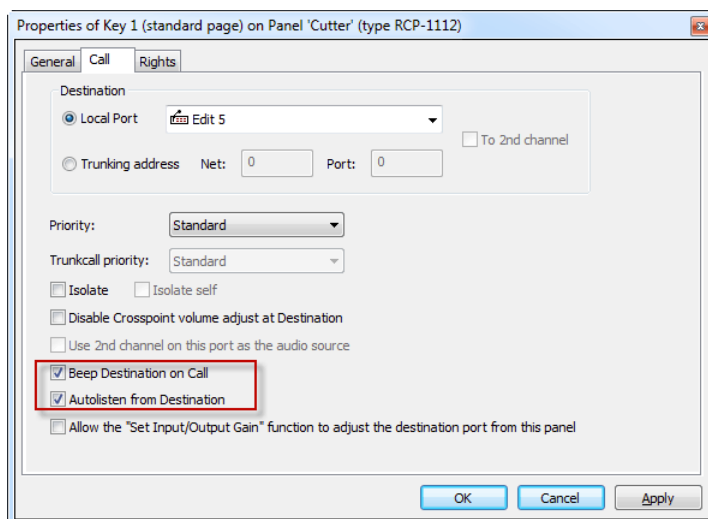 Properties of Key 1 (standard page) on Panel 'Cutter' (type RCP-1112)
General Call Rights
Destination
Local Port Edit 5
To 2nd channel
Trunking address Net: 0 Port: 0
Priority: Standard
Trunkcall priority: Standard
Isolate Isolate self
Disable Crosspoint volume adjust at Destination
Use 2nd channel on this port as the audio source
Beep Destination on Call
Autolisten from Destination
Allow the "Set Input/Output Gain" function to adjust the destination port from this panel
OK Cancel Apply